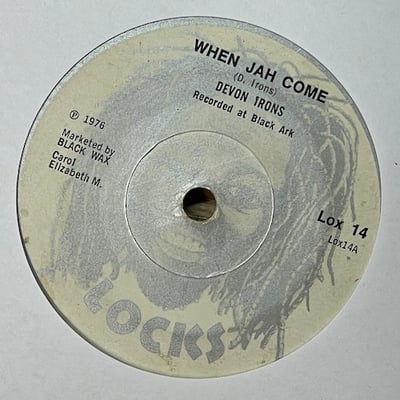 WHEN JAH COME
(D. Irons)
DEVON IRONS
Recorded at Black Ark
℗ 1976
Marketed by
BLACK WAX
Carol
Elizabeth M.
Lox 14
Lox14A
LOCKS